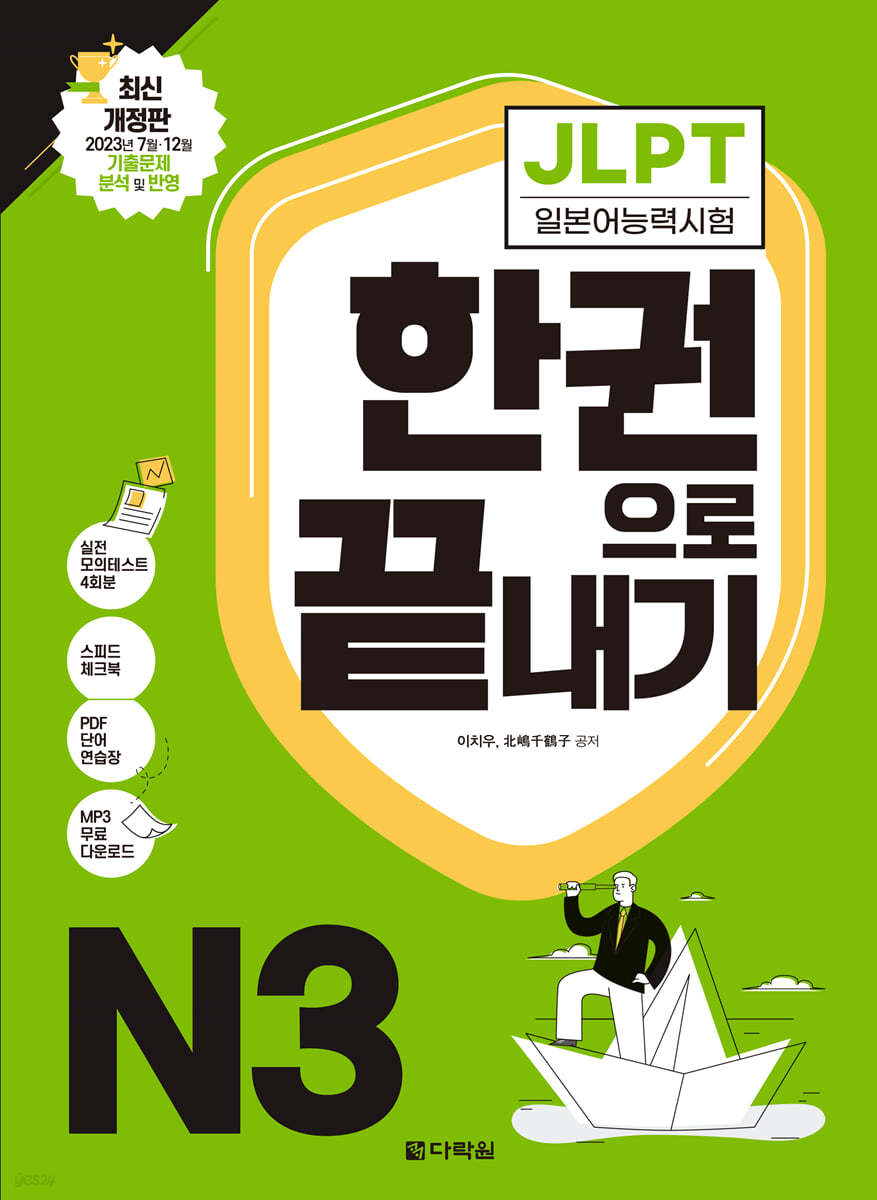 최신
개정판
2023년 7월·12월
기출문제
분석 및 반영
JLPT
일본어능력시험
한권
으로
끝내기
이치우, 北嶋千鶴子 공저
실전
모의테스트
4회분
스피드
체크북
PDF
단어
연습장
MP3
무료
다운로드
N3
다락원
yes24